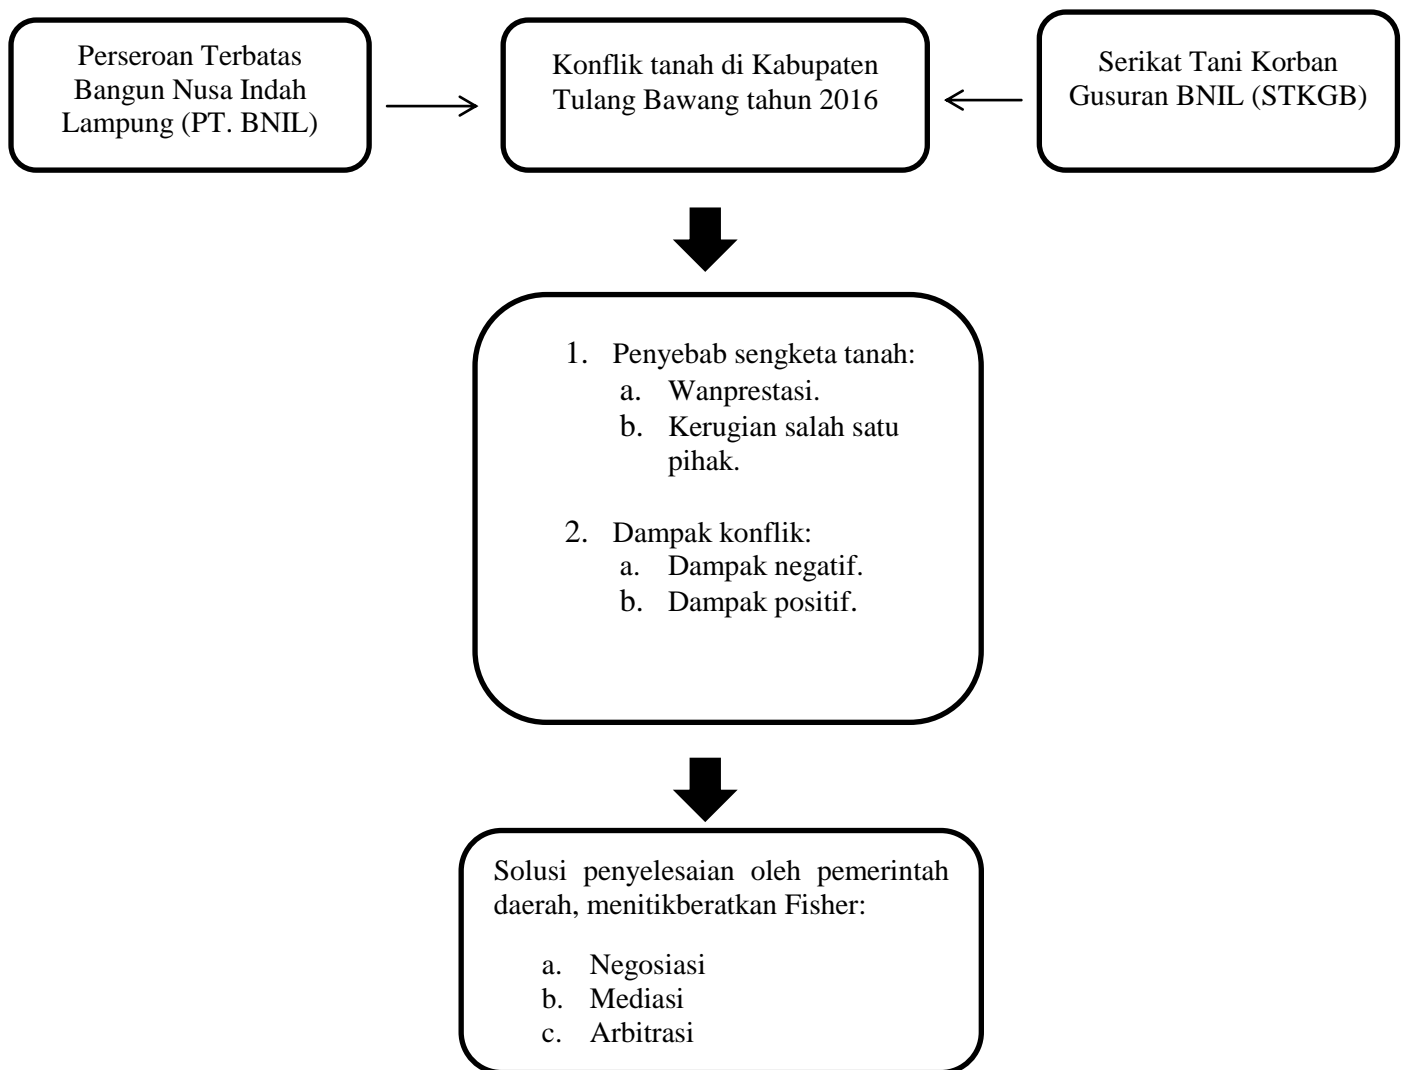 Perseroan Terbatas
Bangun Nusa Indah
Lampung (PT. BNIL)
Konflik tanah di Kabupaten
Tulang Bawang tahun 2016
Serikat Tani Korban
Gusuran BNIL (STKGB)
1. Penyebab sengketa tanah:
a. Wanprestasi.
b. Kerugian salah satu
pihak.
2. Dampak konflik:
a. Dampak negatif.
b. Dampak positif.
Solusi penyelesaian oleh pemerintah
daerah, menitikberatkan Fisher:
a. Negosiasi
b. Mediasi
c. Arbitrasi